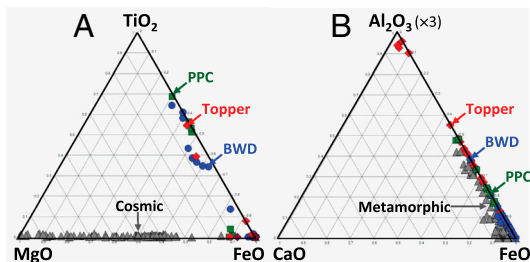 A
TiO2
PPC
Topper
BWD
Cosmic
MgO
FeO
B
Al2O3 (×3)
Topper
BWD
PPC
Metamorphic
CaO
FeO